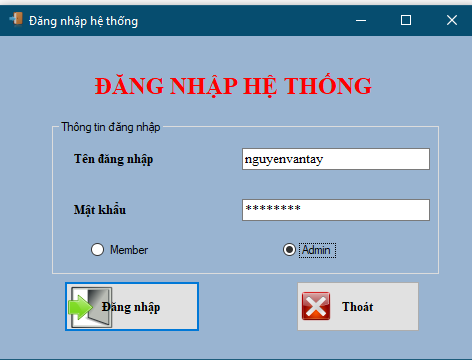 Đăng nhập hệ thống
ĐĂNG NHẬP HỆ THỐNG
Thông tin đăng nhập
Tên đăng nhập nguyenvantay
Mật khẩu ********
Member Admin
Đăng nhập Thoát